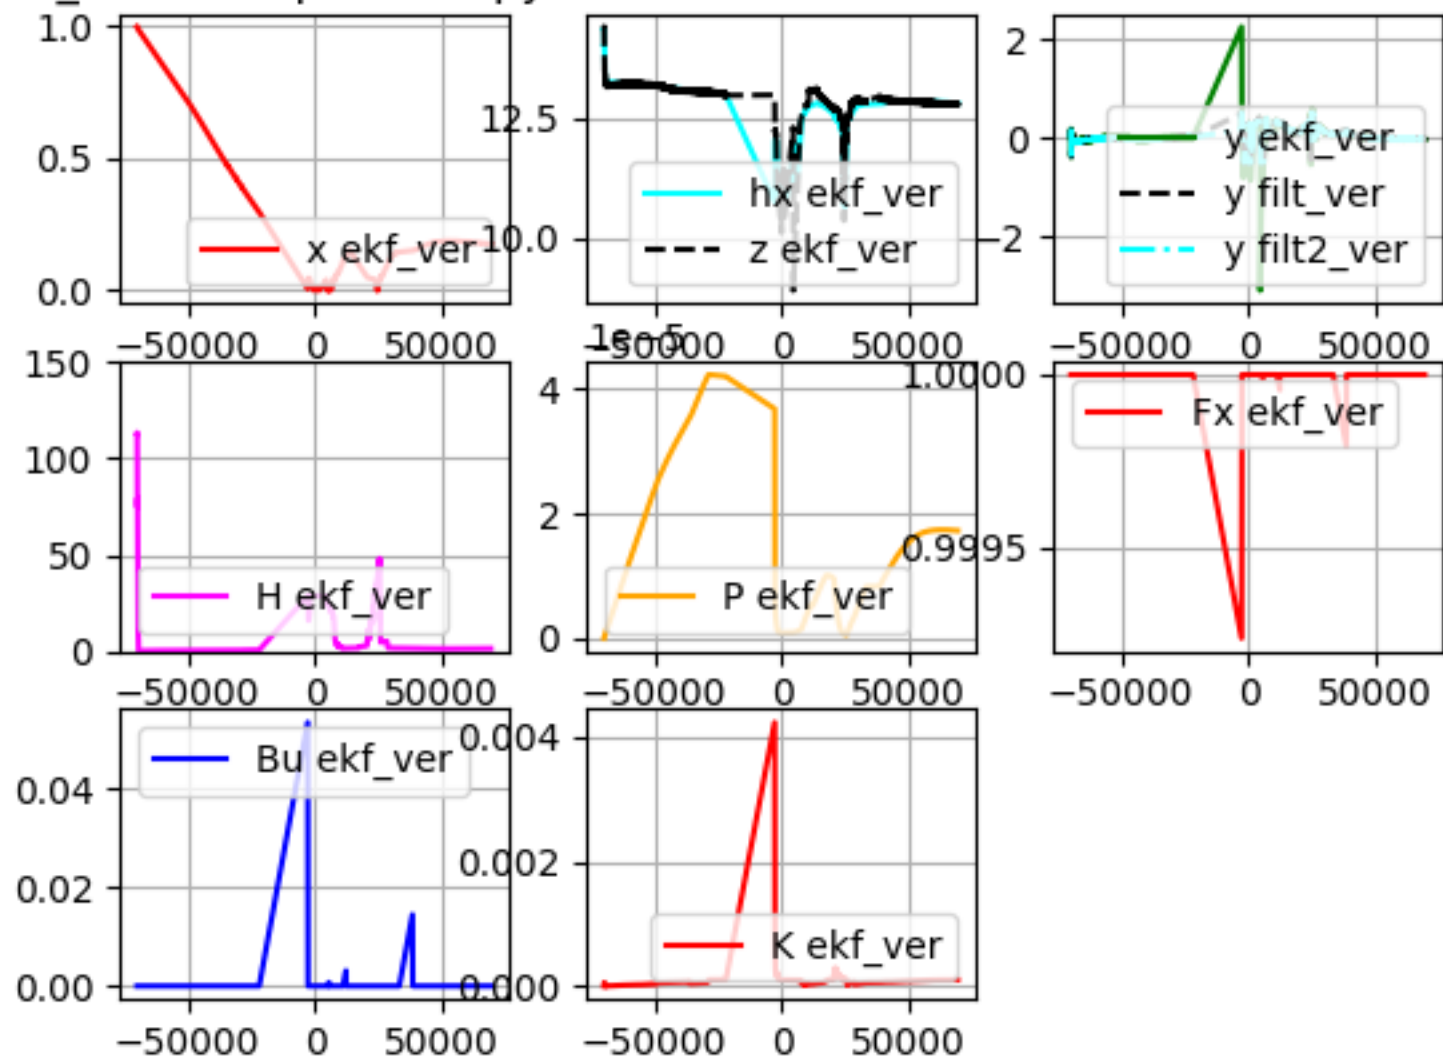 1.0
0.5
0.0
x ekf_ver
−50000 0 50000
12.5
10.0
hx ekf_ver
z ekf_ver
−50000 0 50000
2
0
−2
y ekf_ver
y filt_ver
y filt2_ver
−50000 0 50000
150
100
50
0
H ekf_ver
−50000 0 50000
1e−5
4
2
0
P ekf_ver
−50000 0 50000
1.0000
0.9995
Fx ekf_ver
−50000 0 50000
0.04
0.02
0.00
Bu ekf_ver
−50000 0 50000
0.004
0.002
0.000
K ekf_ver
−50000 0 50000